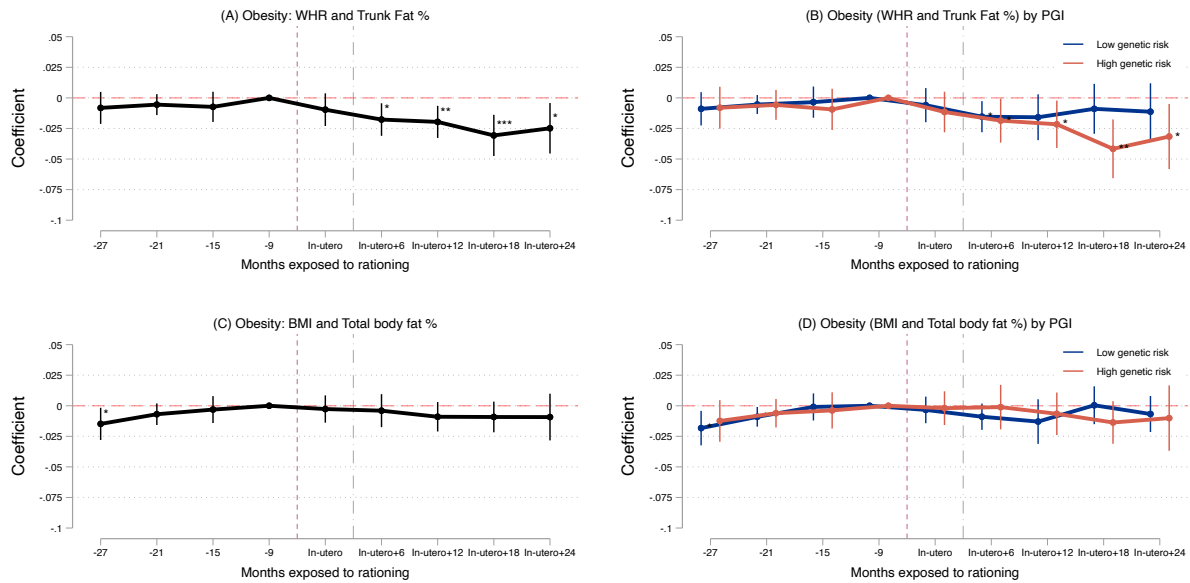 (A) Obesity: WHR and Trunk Fat %
.05
.025
0
-.025
-.05
-.075
-.1
Coefficient
*
**
***
*
-27 -21 -15 -9 In-utero In-utero+6 In-utero+12 In-utero+18 In-utero+24
Months exposed to rationing
(B) Obesity (WHR and Trunk Fat %) by PGI
Low genetic risk
High genetic risk
.05
.025
0
-.025
-.05
-.075
-.1
Coefficient
*
*
*
**
*
-27 -21 -15 -9 In-utero In-utero+6 In-utero+12 In-utero+18 In-utero+24
Months exposed to rationing
(C) Obesity: BMI and Total body fat %
.05
.025
0
-.025
-.05
-.075
-.1
Coefficient
*
-27 -21 -15 -9 In-utero In-utero+6 In-utero+12 In-utero+18 In-utero+24
Months exposed to rationing
(D) Obesity (BMI and Total body fat %) by PGI
Low genetic risk
High genetic risk
.05
.025
0
-.025
-.05
-.075
-.1
Coefficient
*
-27 -21 -15 -9 In-utero In-utero+6 In-utero+12 In-utero+18 In-utero+24
Months exposed to rationing